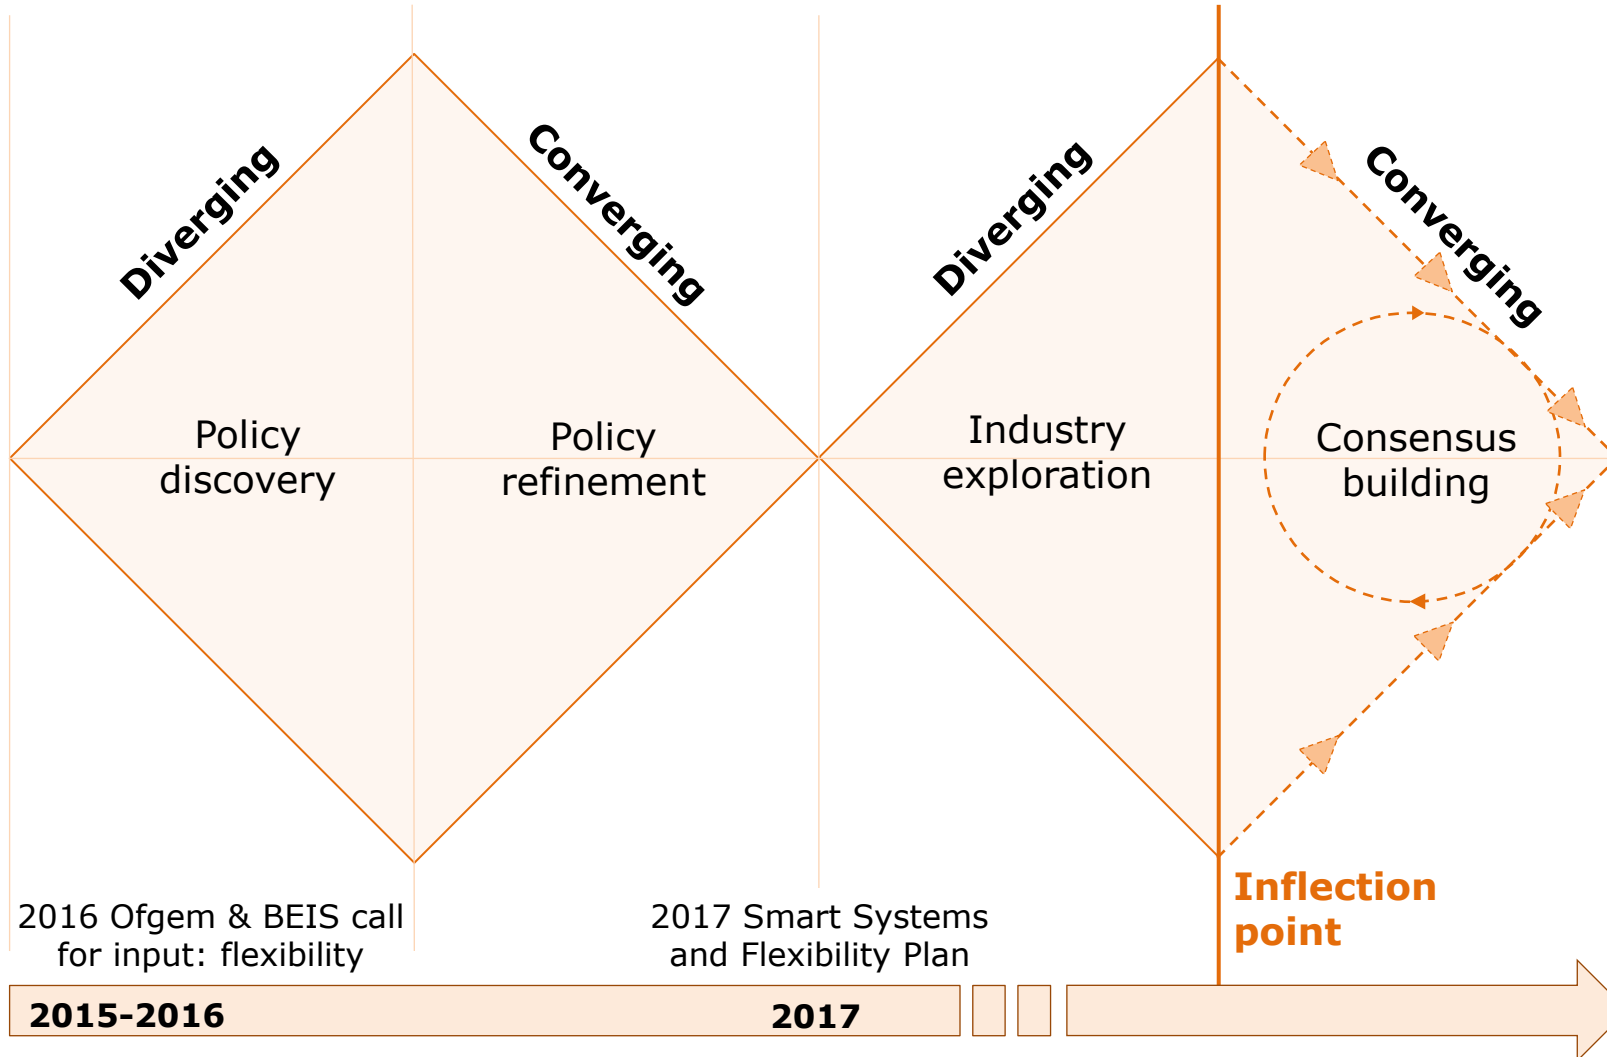 Diverging
Converging
Diverging
Converging
Policy
discovery
Policy
refinement
Industry
exploration
Consensus
building
2016 Ofgem & BEIS call
for input: flexibility
2017 Smart Systems
and Flexibility Plan
Inflection
point
2015-2016
2017